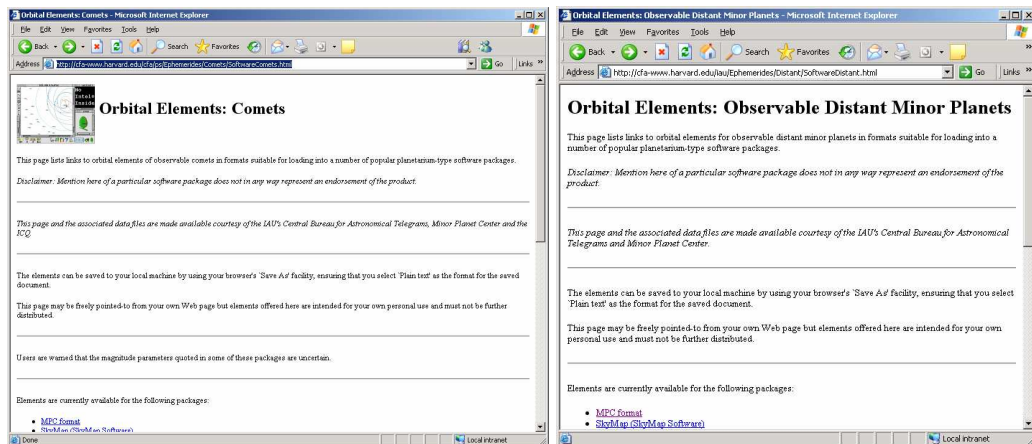 Orbital Elements: Comets - Microsoft Internet Explorer
File Edit View Favorites Tools Help
Back Search Favorites
Address http://cfa-www.harvard.edu/cfa/ps/Ephemerides/Comets/SoftwareComets.html Go Links »
Orbital Elements: Comets
This page lists links to orbital elements of observable comets in formats suitable for loading into a number of popular planetarium-type software packages.
Disclaimer: Mention here of a particular software package does not in any way represent an endorsement of the product.
This page and the associated data files are made available courtesy of the IAU's Central Bureau for Astronomical Telegrams, Minor Planet Center and the
ICQ.
The elements can be saved to your local machine by using your browser's `Save As' facility, ensuring that you select `Plain text' as the format for the saved
document.
This page may be freely pointed-to from your own Web page but elements offered here are intended for your own personal use and must not be further
distributed.
Users are warned that the magnitude parameters quoted in some of these packages are uncertain.
Elements are currently available for the following packages:
MPC format
SkyMap (SkyMap Software)
Done Local intranet
Orbital Elements: Observable Distant Minor Planets - Microsoft Internet Explorer
File Edit View Favorites Tools Help »
Back Search Favorites »
Address http://cfa-www.harvard.edu/iau/Ephemerides/Distant/SoftwareDistant.html Go Links »
Orbital Elements: Observable Distant Minor Planets
This page lists links to orbital elements for observable distant minor planets in formats suitable for loading into a
number of popular planetarium-type software packages.
Disclaimer: Mention here of a particular software package does not in any way represent an endorsement of the
product.
This page and the associated data files are made available courtesy of the IAU's Central Bureau for Astronomical
Telegrams and Minor Planet Center.
The elements can be saved to your local machine by using your browser's `Save As' facility, ensuring that you select
`Plain text' as the format for the saved document.
This page may be freely pointed-to from your own Web page but elements offered here are intended for your own
personal use and must not be further distributed.
Elements are currently available for the following packages:
MPC format
SkyMap (SkyMap Software)
Local intranet